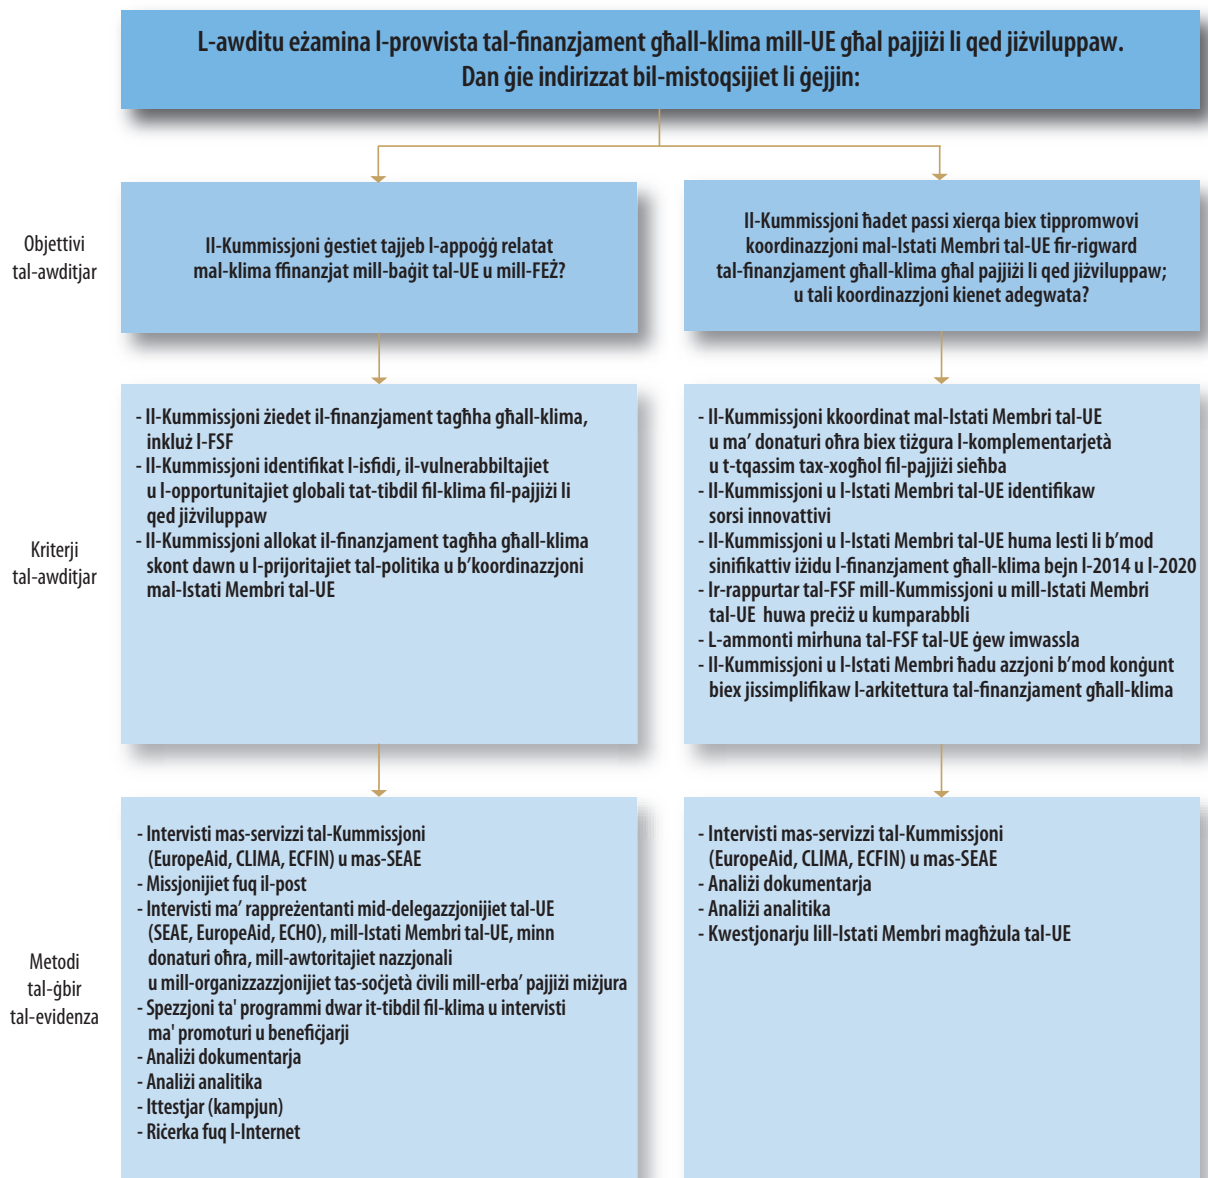 L-awditu eżamina l-provvista tal-finanzjament għall-klima mill-UE għal pajjiżi li qed jiżviluppaw.
Dan ġie indirizzat bil-mistoqsijiet li ġejjin:
Objettivi
tal-awditjar
Il-Kummissjoni ġestiet tajjeb l-appoġġ relatat
mal-klima ffinanzjat mill-baġit tal-UE u mill-FEŻ?
Il-Kummissjoni ħadet passi xierqa biex tippromwovi
koordinazzjoni mal-Istati Membri tal-UE fir-rigward
tal-finanzjament għall-klima għal pajjiżi li qed jiżviluppaw;
u tali koordinazzjoni kienet adegwata?
Kriterji
tal-awditjar
- Il-Kummissjoni żiedet il-finanzjament tagħha għall-klima,
inkluż l-FSF
- Il-Kummissjoni identifikat l-isfidi, il-vulnerabbiltajiet
u l-opportunitajiet globali tat-tibdil fil-klima fil-pajjiżi li
qed jiżviluppaw
- Il-Kummissjoni allokat il-finanzjament tagħha għall-klima
skont dawn u l-prijoritajiet tal-politika u b'koordinazzjoni
mal-Istati Membri tal-UE
- Il-Kummissjoni kkoordinat mal-Istati Membri tal-UE
u ma' donaturi oħra biex tiżgura l-komplementarjetà
u t-tqassim tax-xogħol fil-pajjiżi sieħba
- Il-Kummissjoni u l-Istati Membri tal-UE identifikaw
sorsi innovattivi
- Il-Kummissjoni u l-Istati Membri tal-UE huma lesti li b'mod
sinifikattiv iżidu l-finanzjament għall-klima bejn l-2014 u l-2020
- Ir-rappurtar tal-FSF mill-Kummissjoni u mill-Istati Membri
tal-UE huwa preċiż u kumparabbli
- L-ammonti mirhuna tal-FSF tal-UE ġew imwassla
- Il-Kummissjoni u l-Istati Membri ħadu azzjoni b'mod konġunt
biex jissimplifikaw l-arkitettura tal-finanzjament għall-klima
Metodi
tal-ġbir
tal-evidenza
- Intervisti mas-servizzi tal-Kummissjoni
(EuropeAid, CLIMA, ECFIN) u mas-SEAE
- Missjonijiet fuq il-post
- Intervisti ma' rappreżentanti mid-delegazzjonijiet tal-UE
(SEAE, EuropeAid, ECHO), mill-Istati Membri tal-UE, minn
donaturi oħra, mill-awtoritajiet nazzjonali
u mill-organizzazzjonijiet tas-soċjetà ċivili mill-erba' pajjiżi miżjura
- Spezzjoni ta' programmi dwar it-tibdil fil-klima u intervisti
ma' promoturi u benefiċjarji
- Analiżi dokumentarja
- Analiżi analitika
- Ittestjar (kampjun)
- Riċerka fuq l-Internet
- Intervisti mas-servizzi tal-Kummissjoni
(EuropeAid, CLIMA, ECFIN) u mas-SEAE
- Analiżi dokumentarja
- Analiżi analitika
- Kwestjonarju lill-Istati Membri magħżula tal-UE